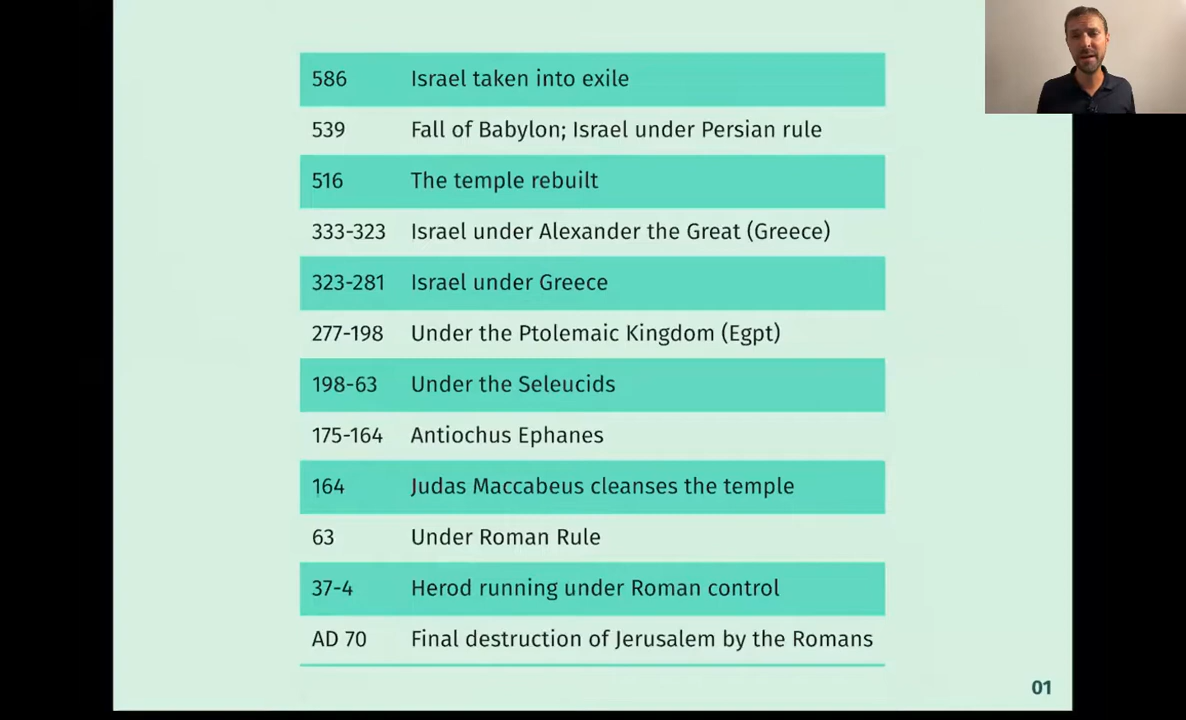 586 Israel taken into exile
539 Fall of Babylon; Israel under Persian rule
516 The temple rebuilt
333-323 Israel under Alexander the Great (Greece)
323-281 Israel under Greece
277-198 Under the Ptolemaic Kingdom (Egpt)
198-63 Under the Seleucids
175-164 Antiochus Ephanes
164 Judas Maccabeus cleanses the temple
63 Under Roman Rule
37-4 Herod running under Roman control
AD 70 Final destruction of Jerusalem by the Romans
01